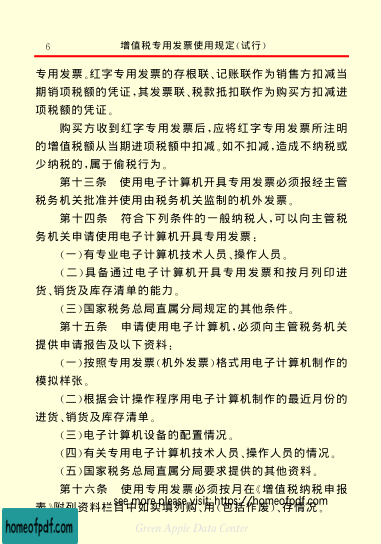 6 增值税专用发票使用规定(试行)
专用发票。红字专用发票的存根联、记账联作为销售方扣减当
期销项税额的凭证,其发票联、税款抵扣联作为购买方扣减进
项税额的凭证。
购买方收到红字专用发票后,应将红字专用发票所注明
的增值税额从当期进项税额中扣减。如不扣减,造成不纳税或
少纳税的,属于偷税行为。
第十三条 使用电子计算机开具专用发票必须报经主管
税务机关批准并使用由税务机关监制的机外发票。
第十四条 符合下列条件的一般纳税人,可以向主管税
务机关申请使用电子计算机开具专用发票:
(一)有专业电子计算机技术人员、操作人员。
(二)具备通过电子计算机开具专用发票和按月列印进
货、销货及库存清单的能力。
(三)国家税务总局直属分局规定的其他条件。
第十五条 申请使用电子计算机,必须向主管税务机关
提供申请报告及以下资料:
(一)按照专用发票(机外发票)格式用电子计算机制作的
模拟样张。
(二)根据会计操作程序用电子计算机制作的最近月份的
进货、销货及库存清单。
(三)电子计算机设备的配置情况。
(四)有关专用电子计算机技术人员、操作人员的情况。
(五)国家税务总局直属分局要求提供的其他资料。
第十六条 使用专用发票必须按月在《增值税纳税申报
see more please visit: https://homeofpdf.com
表》附列资料栏目中如实填列购、用(包括作废)、存情况。
homeofpdf.com
Green Apple Data Center